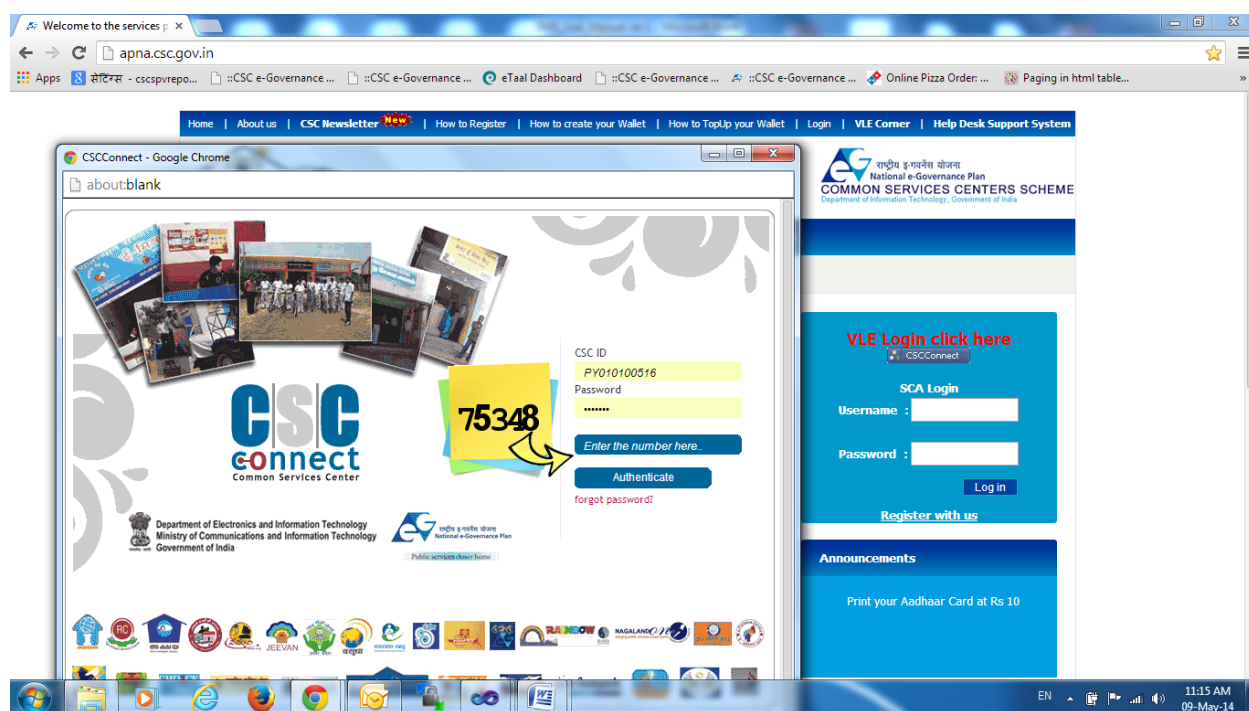 Welcome to the services p
apna.csc.gov.in
Apps सेटिंग्स - cscspvrepo... ::CSC e-Governance ... ::CSC e-Governance ... eTaal Dashboard ::CSC e-Governance ... ::CSC e-Governance ... Online Pizza Order: ... Paging in html table... »
Home | About us | CSC Newsletter New | How to Register | How to create your Wallet | How to TopUp your Wallet | Login | VLE Corner | Help Desk Support System
CSCConnect - Google Chrome
about:blank
राष्ट्रीय ई-गवर्नेंस योजना
National e-Governance Plan
COMMON SERVICES CENTERS SCHEME
Department of Information Technology, Government of India
CSC ID
PY010100516
Password
•••••••
75348
Enter the number here..
Authenticate
forgot password?
CSC
connect
Common Services Center
Department of Electronics and Information Technology
Ministry of Communications and Information Technology
Government of India
राष्ट्रीय ई-गवर्नेंस योजना
National e-Governance Plan
Public services closer home
RC
JEEVAN
RAINBOW
NAGALAND
VLE Login click here
CSCConnect
SCA Login
Username :
Password :
Log in
Register with us
Announcements
Print your Aadhaar Card at Rs 10
EN
11:15 AM
09-May-14